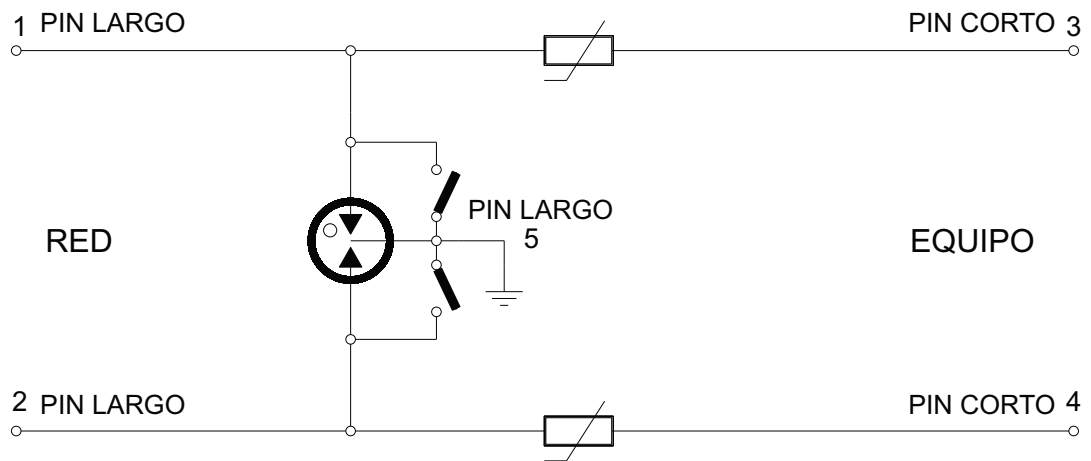 1 PIN LARGO
PIN CORTO 3
PIN LARGO
5
RED
EQUIPO
2 PIN LARGO
PIN CORTO 4